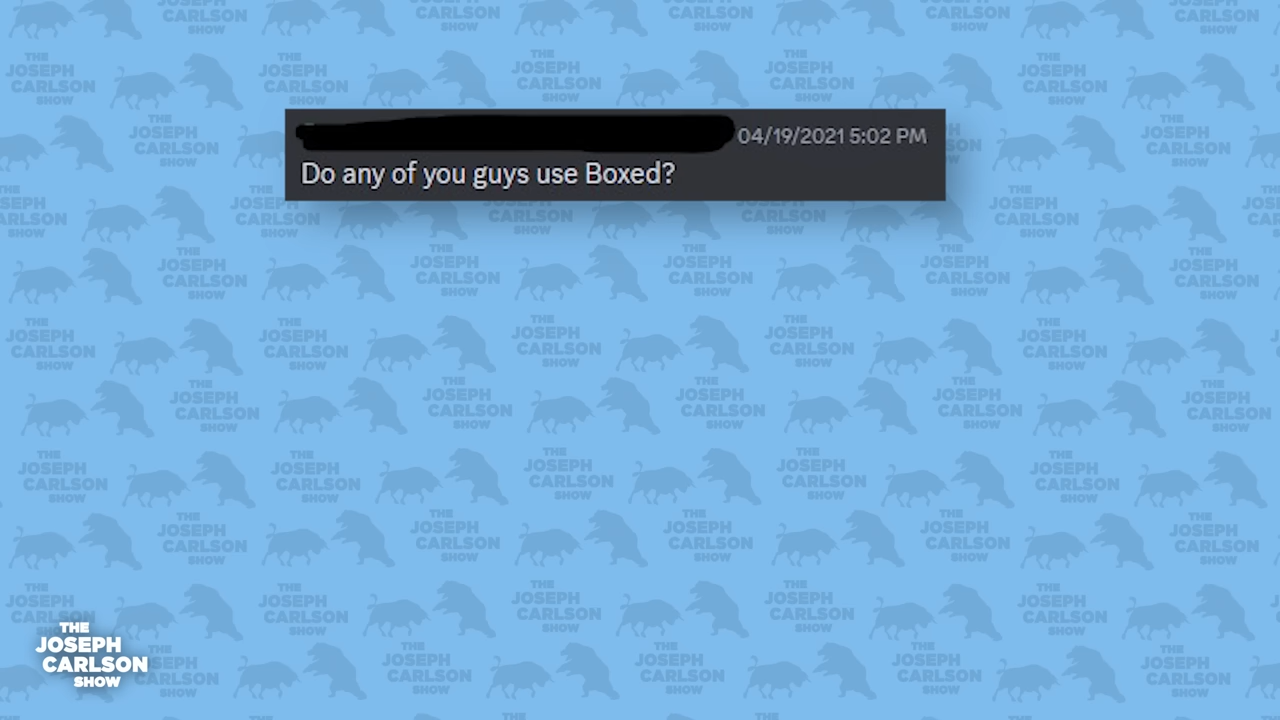 04/19/2021 5:02 PM
Do any of you guys use Boxed?
THE
JOSEPH
CARLSON
SHOW